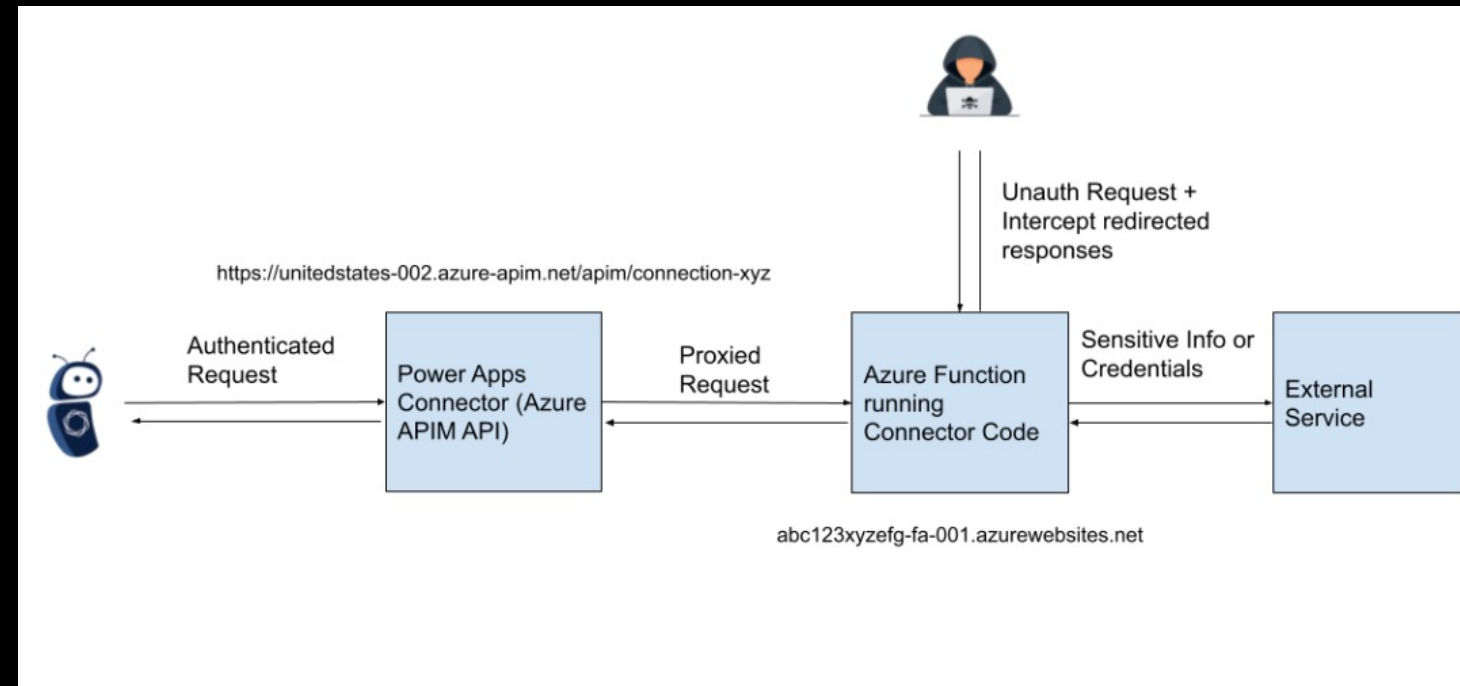 Unauth Request +
Intercept redirected
responses
https://unitedstates-002.azure-apim.net/apim/connection-xyz
Authenticated
Request
Power Apps
Connector (Azure
APIM API)
Proxied
Request
Azure Function
running
Connector Code
Sensitive Info or
Credentials
External
Service
abc123xyzefg-fa-001.azurewebsites.net